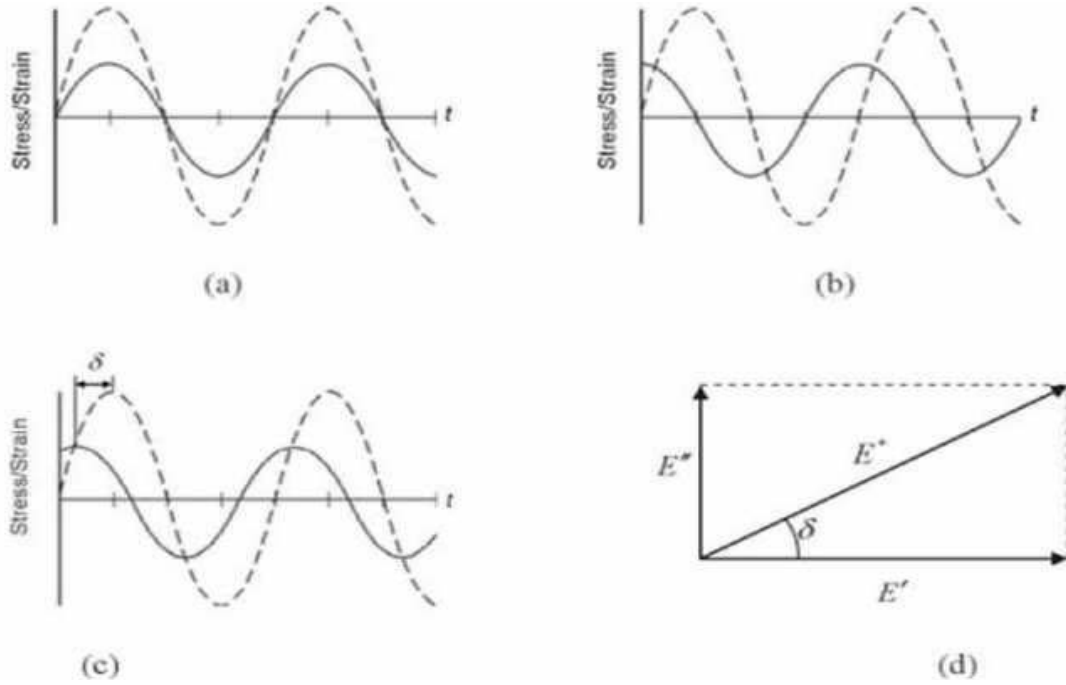 Stress/Strain
t
(a)
Stress/Strain
t
(b)
δ
Stress/Strain
t
(c)
E″
E*
δ
E′
(d)